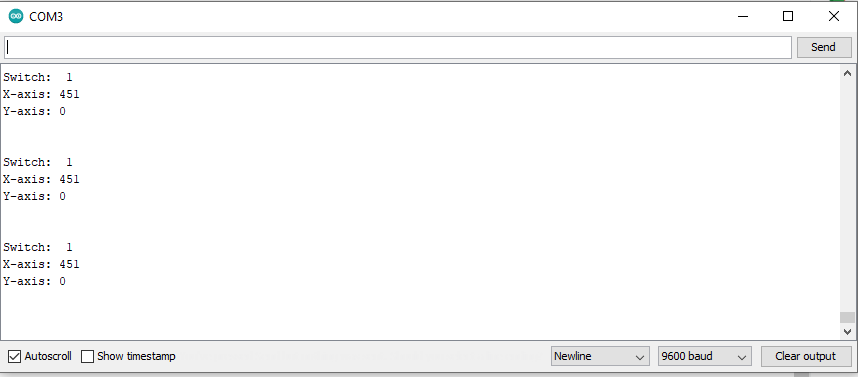 COM3
Send
Switch:  1
X-axis: 451
Y-axis: 0
Switch:  1
X-axis: 451
Y-axis: 0
Switch:  1
X-axis: 451
Y-axis: 0
Autoscroll Show timestamp Newline 9600 baud Clear output